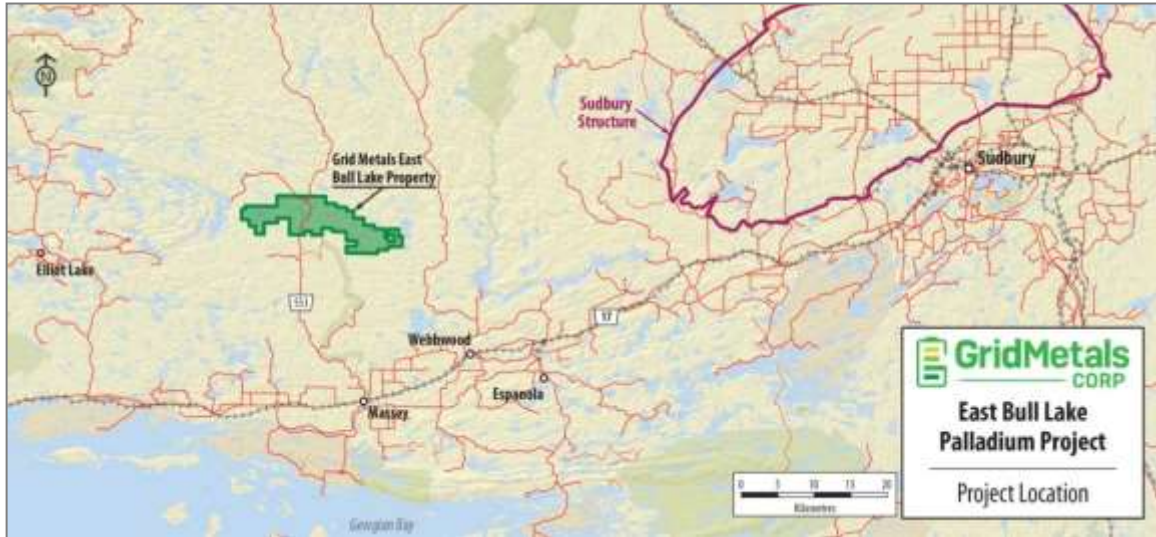 N
Sudbury
Structure
Sudbury
Grid Metals East
Bull Lake Property
Elliot Lake
553
17
Webbwood
Espanola
Massey
Georgian Bay
0 5 10 15 20
Kilometres
GridMetals
CORP
East Bull Lake
Palladium Project
Project Location